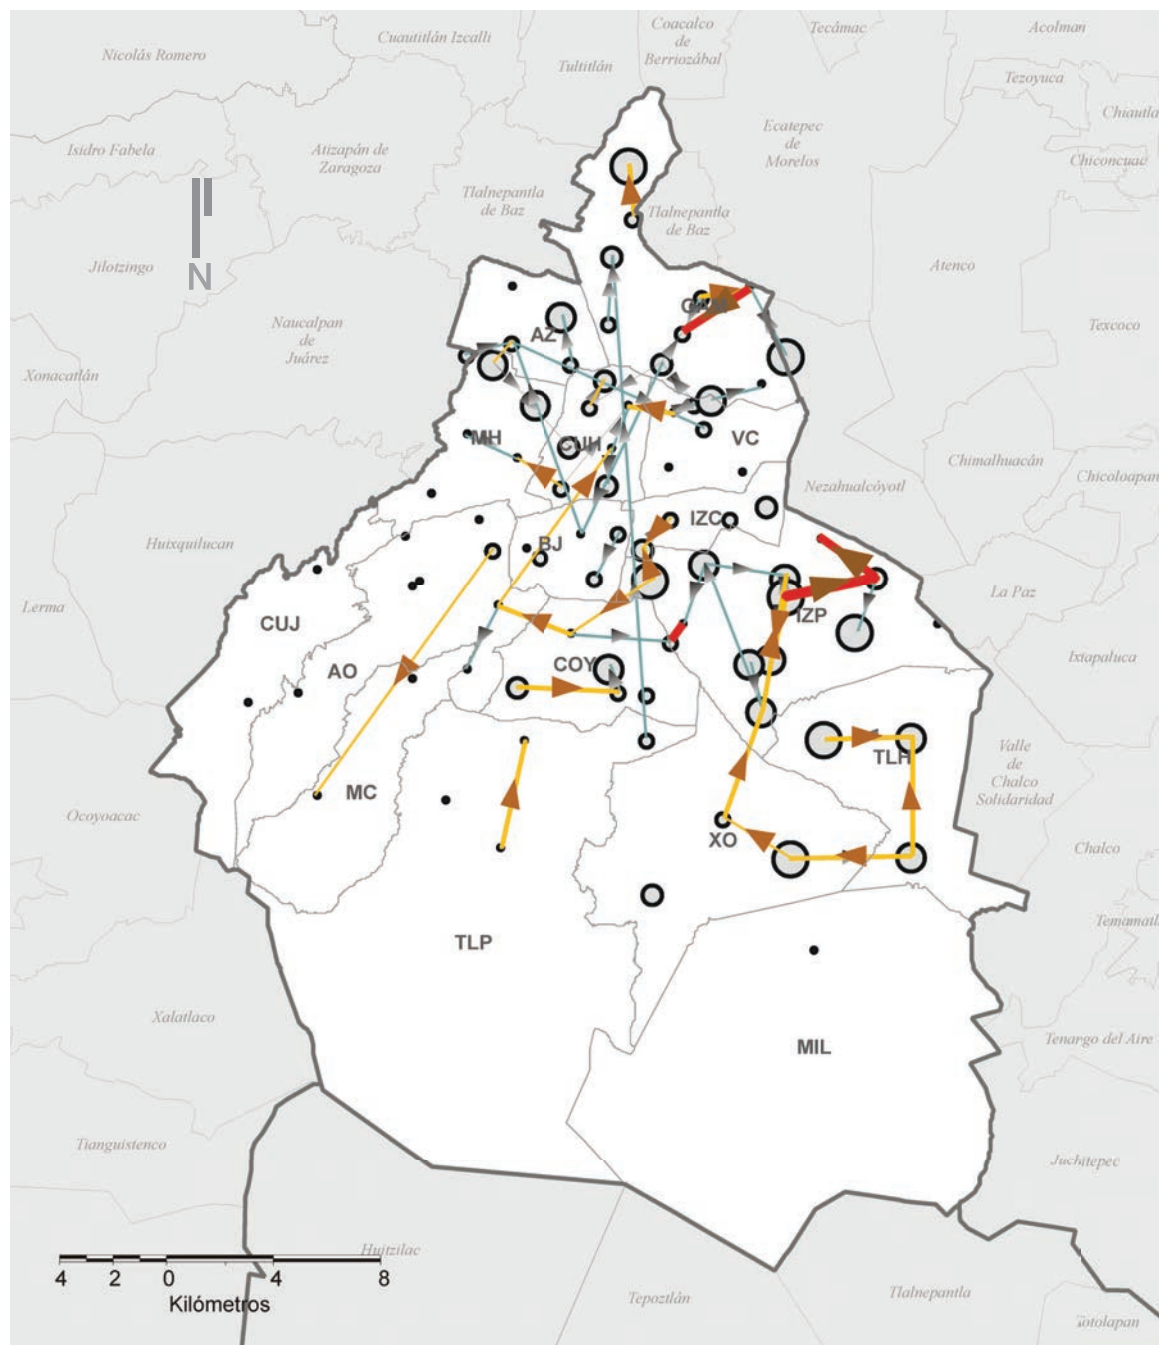 Coacalco
de
Berriozábal
Tecámac
Acolman
Cuautitlán Izcalli
Nicolás Romero
Tultitlán
Tezoyuca
Chiautla
Ecatepec
de
Morelos
Isidro Fabela
Atizapán de
Zaragoza
Chiconcuac
Tlalnepantla
de Baz
Tlalnepantla
de Baz
Jilotzingo
N
Atenco
Naucalpan
de
Juárez
Texcoco
GAM
AZ
Xonacatlán
MH
CUH
VC
Chimalhuacán
Chicoloapan
Nezahualcóyotl
Huixquilucan
IZC
BJ
La Paz
Lerma
CUJ
IZP
AO
COY
Ixtapaluca
TLH
Valle
de
Chalco
Solidaridad
MC
Ocoyoacac
XO
Chalco
TLP
Xalatlaco
MIL
Tenango del Aire
Tianguistenco
Juchitepec
Huitzilac
4 2 0 4 8
Kilómetros
Tepoztlán
Tlalnepantla
Totolapan